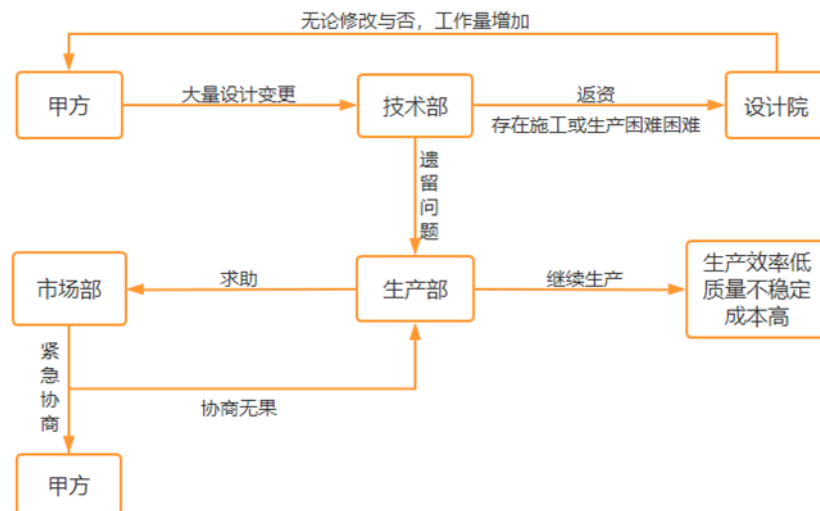 无论修改与否，工作量增加
甲方
大量设计变更
技术部
返资
存在施工或生产困难困难
设计院
遗留问题
市场部
求助
生产部
继续生产
生产效率低
质量不稳定
成本高
紧急协商
协商无果
甲方